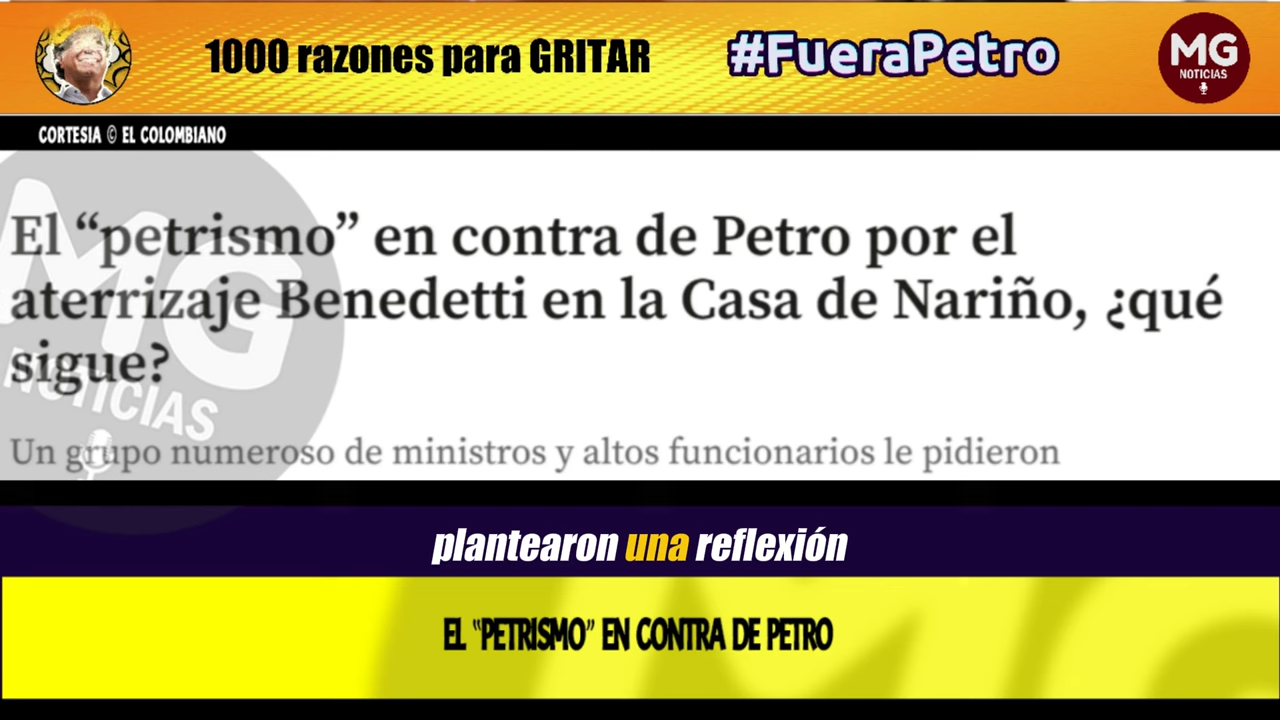 1000 razones para GRITAR
#FueraPetro
MG
NOTICIAS
CORTESIA © EL COLOMBIANO
El “petrismo” en contra de Petro por el
aterrizaje Benedetti en la Casa de Nariño, ¿qué
sigue?
MG
NOTICIAS
Un grupo numeroso de ministros y altos funcionarios le pidieron
plantearon una reflexión
EL “PETRISMO” EN CONTRA DE PETRO